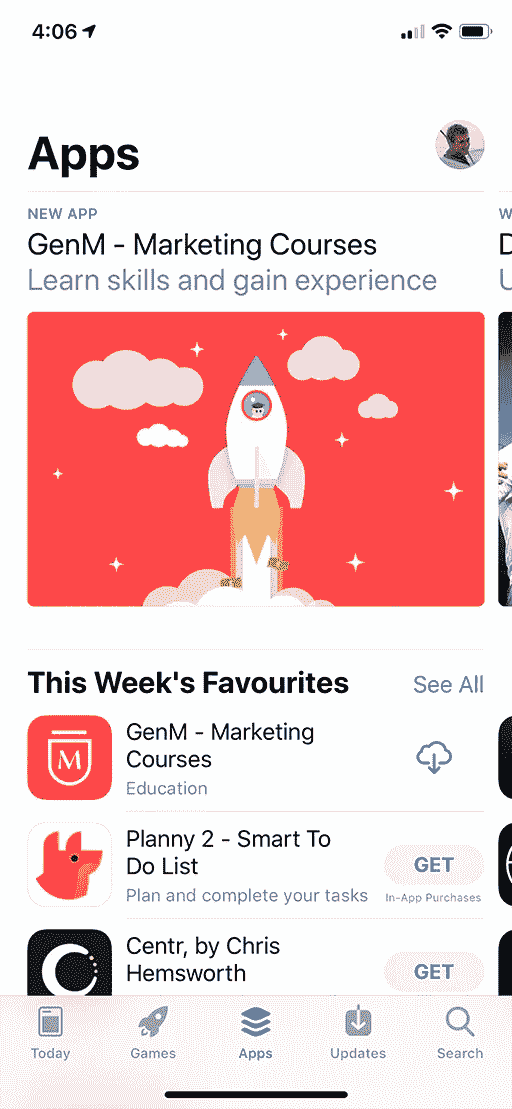 4:06
Apps
NEW APP
W
GenM - Marketing Courses
D
Learn skills and gain experience
U
This Week's Favourites
See All
M
GenM - Marketing
Courses
Education
Planny 2 - Smart To
Do List
Plan and complete your tasks
GET
In-App Purchases
Centr, by Chris
Hemsworth
GET
Today
Games
Apps
Updates
Search